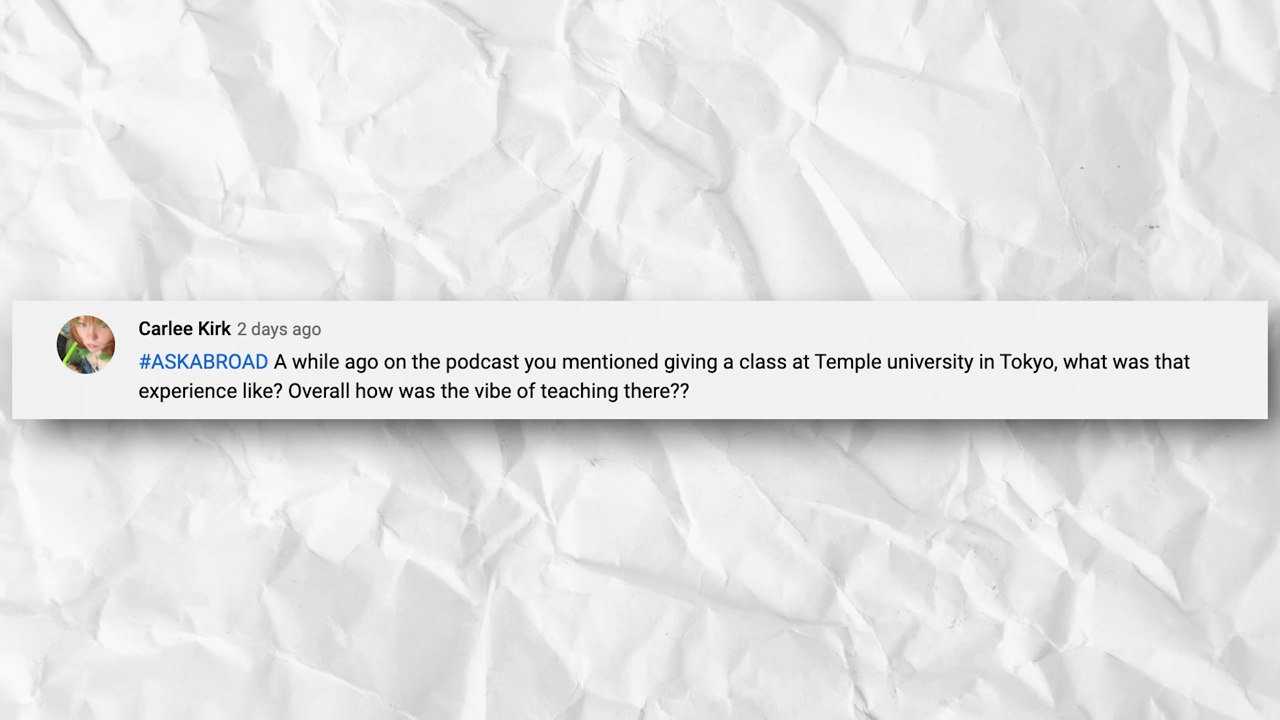 Carlee Kirk 2 days ago
#ASKABROAD A while ago on the podcast you mentioned giving a class at Temple university in Tokyo, what was that
experience like? Overall how was the vibe of teaching there??